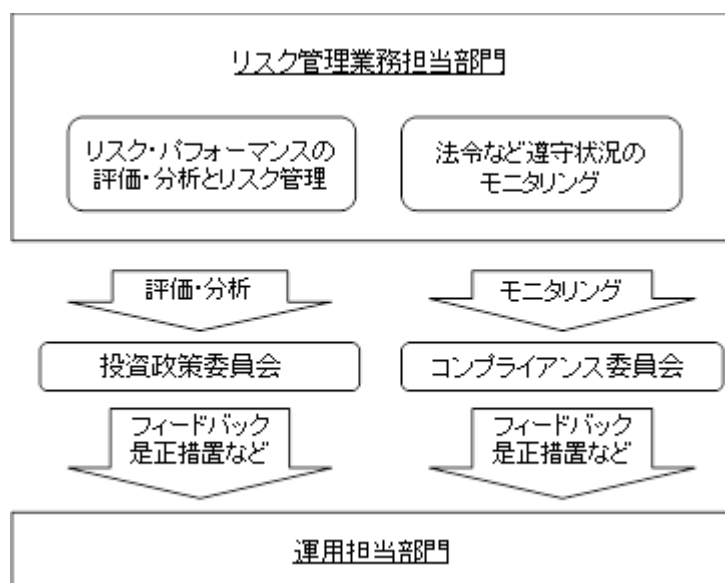 リスク管理業務担当部門
リスク・パフォーマンスの
評価・分析とリスク管理
法令など遵守状況の
モニタリング
評価・分析
モニタリング
投資政策委員会
コンプライアンス委員会
フィードバック
是正措置など
フィードバック
是正措置など
運用担当部門